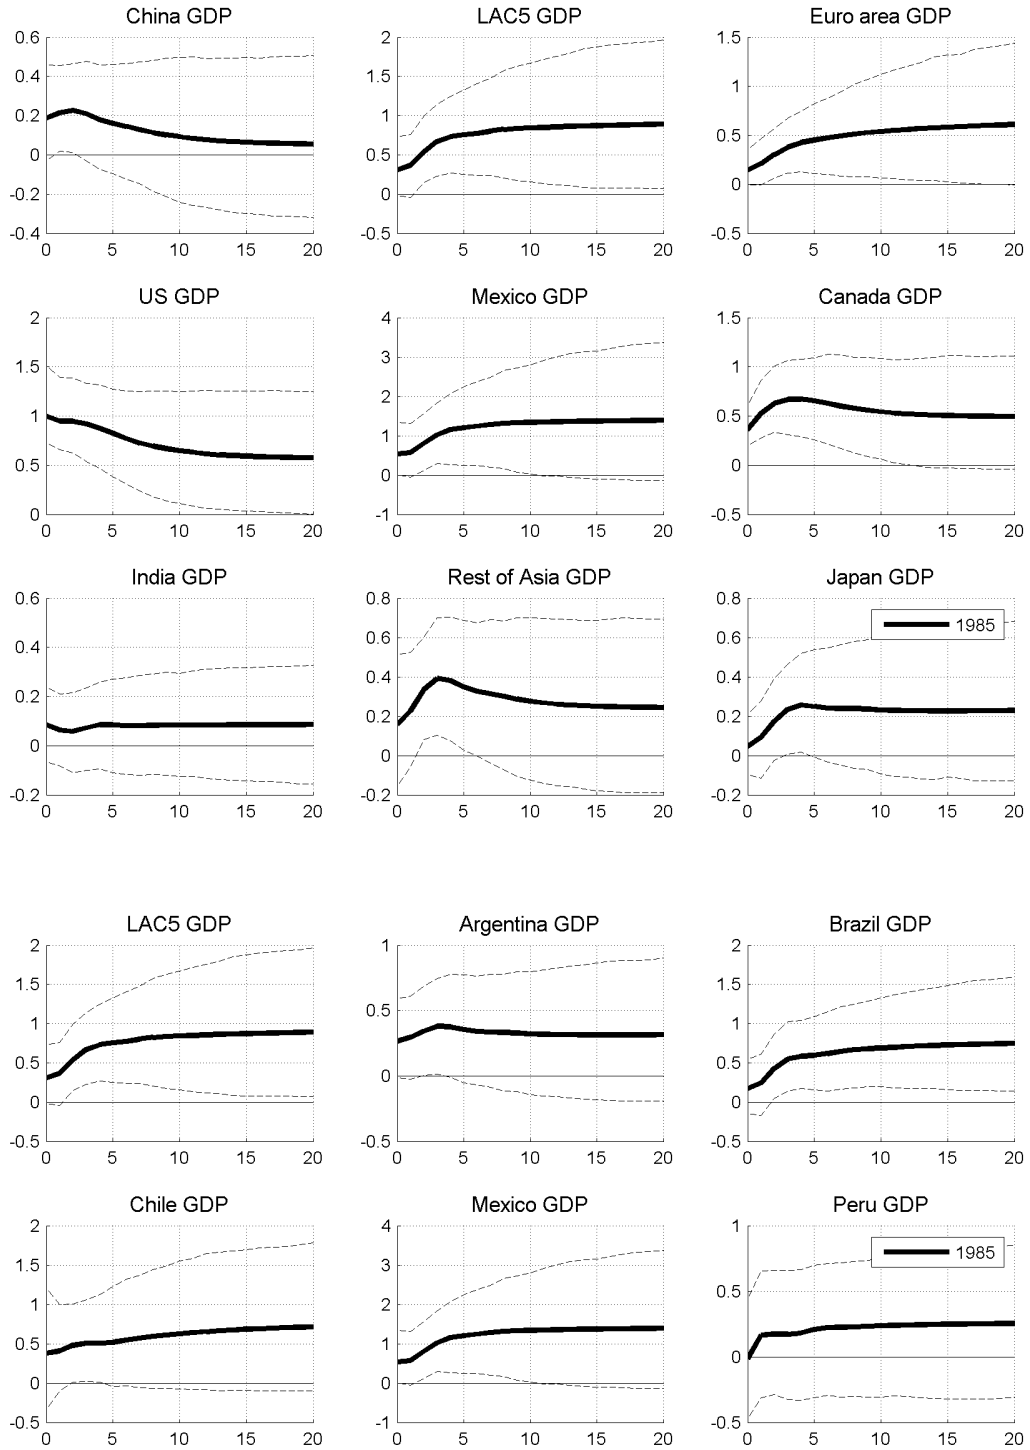 China GDP
LAC5 GDP
Euro area GDP
0.6
0.4
0.2
0
-0.2
-0.4
0 5 10 15 20
2
1.5
1
0.5
0
-0.5
0 5 10 15 20
1.5
1
0.5
0
-0.5
0 5 10 15 20
US GDP
Mexico GDP
Canada GDP
2
1.5
1
0.5
0
0 5 10 15 20
4
3
2
1
0
-1
0 5 10 15 20
1.5
1
0.5
0
-0.5
0 5 10 15 20
India GDP
Rest of Asia GDP
Japan GDP
0.6
0.4
0.2
0
-0.2
0 5 10 15 20
0.8
0.6
0.4
0.2
0
-0.2
0 5 10 15 20
0.8
0.6
0.4
0.2
0
-0.2
0 5 10 15 20
1985
LAC5 GDP
Argentina GDP
Brazil GDP
2
1.5
1
0.5
0
-0.5
0 5 10 15 20
1
0.5
0
-0.5
0 5 10 15 20
2
1.5
1
0.5
0
-0.5
0 5 10 15 20
Chile GDP
Mexico GDP
Peru GDP
2
1.5
1
0.5
0
-0.5
0 5 10 15 20
4
3
2
1
0
-1
0 5 10 15 20
1
0.5
0
-0.5
0 5 10 15 20
1985